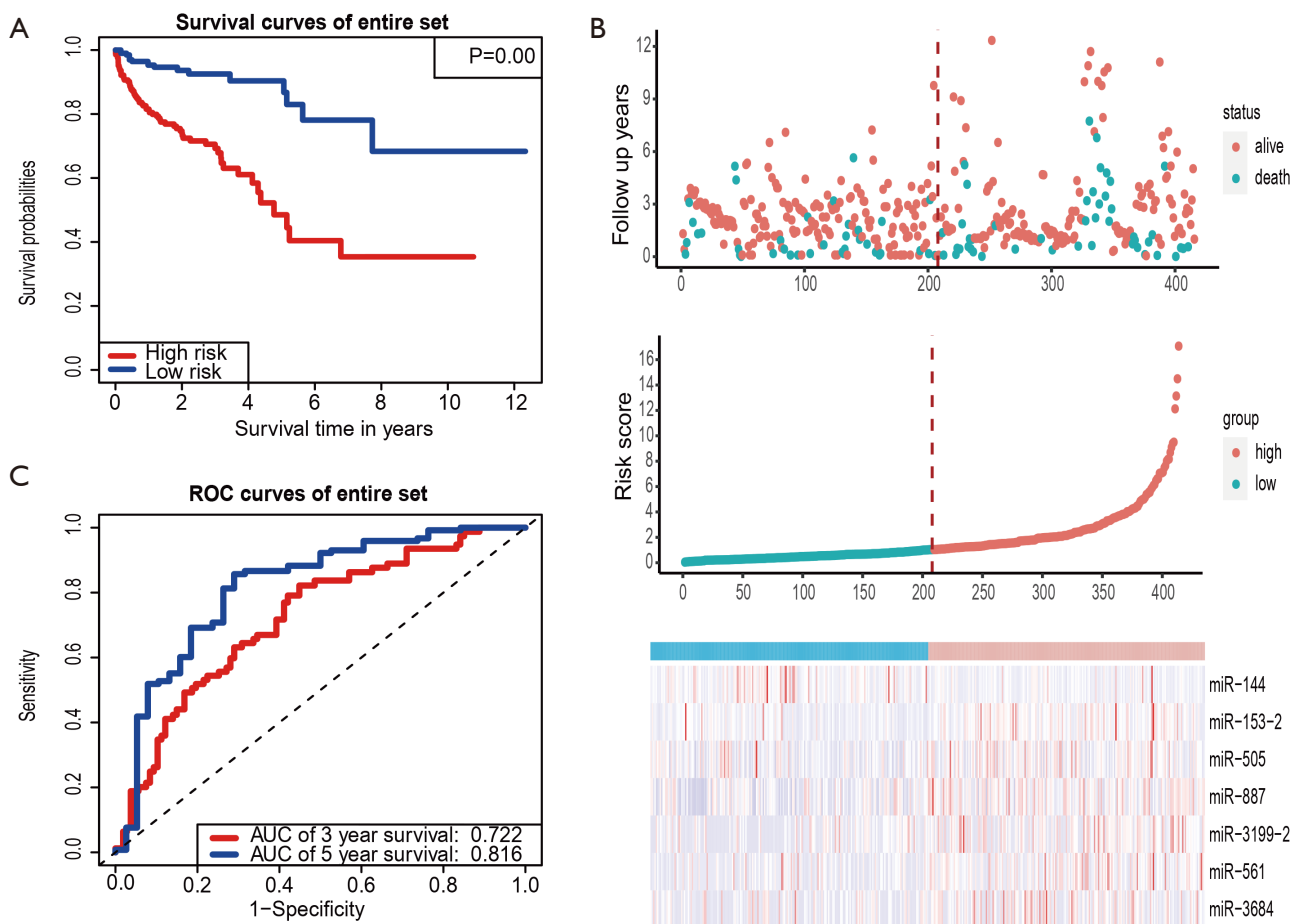 A
Survival curves of entire set
P=0.00
Survival probabilities
1.0
0.8
0.6
0.4
0.2
0.0
High risk
Low risk
0 2 4 6 8 10 12
Survival time in years
B
Follow up years
12
9
6
3
0
0 100 200 300 400
status
alive
death
Risk score
16
14
12
10
8
6
4
2
0
0 50 100 150 200 250 300 350 400
group
high
low
miR-144
miR-153-2
miR-505
miR-887
miR-3199-2
miR-561
miR-3684
C
ROC curves of entire set
Sensitivity
1.0
0.8
0.6
0.4
0.2
0.0
AUC of 3 year survival: 0.722
AUC of 5 year survival: 0.816
0.0 0.2 0.4 0.6 0.8 1.0
1-Specificity